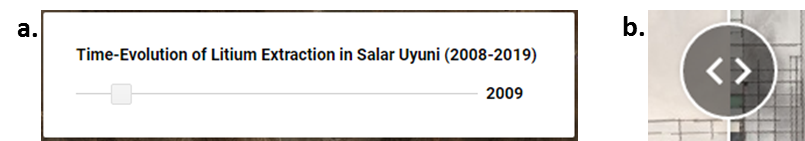 a.
Time-Evolution of Litium Extraction in Salar Uyuni (2008-2019)
2009
b.